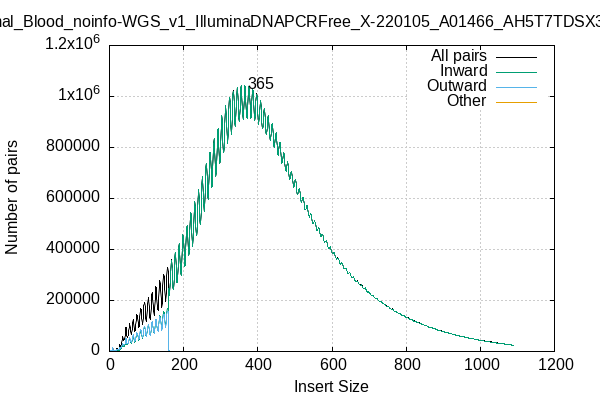 nal_Blood_noinfo-WGS_v1_IlluminaDNAPCRFree_X-220105_A01466_AH5T7TDSX3
1.2x10^6
1x10^6
800000
600000
400000
200000
0
Number of pairs
365
All pairs
Inward
Outward
Other
0 200 400 600 800 1000 1200
Insert Size